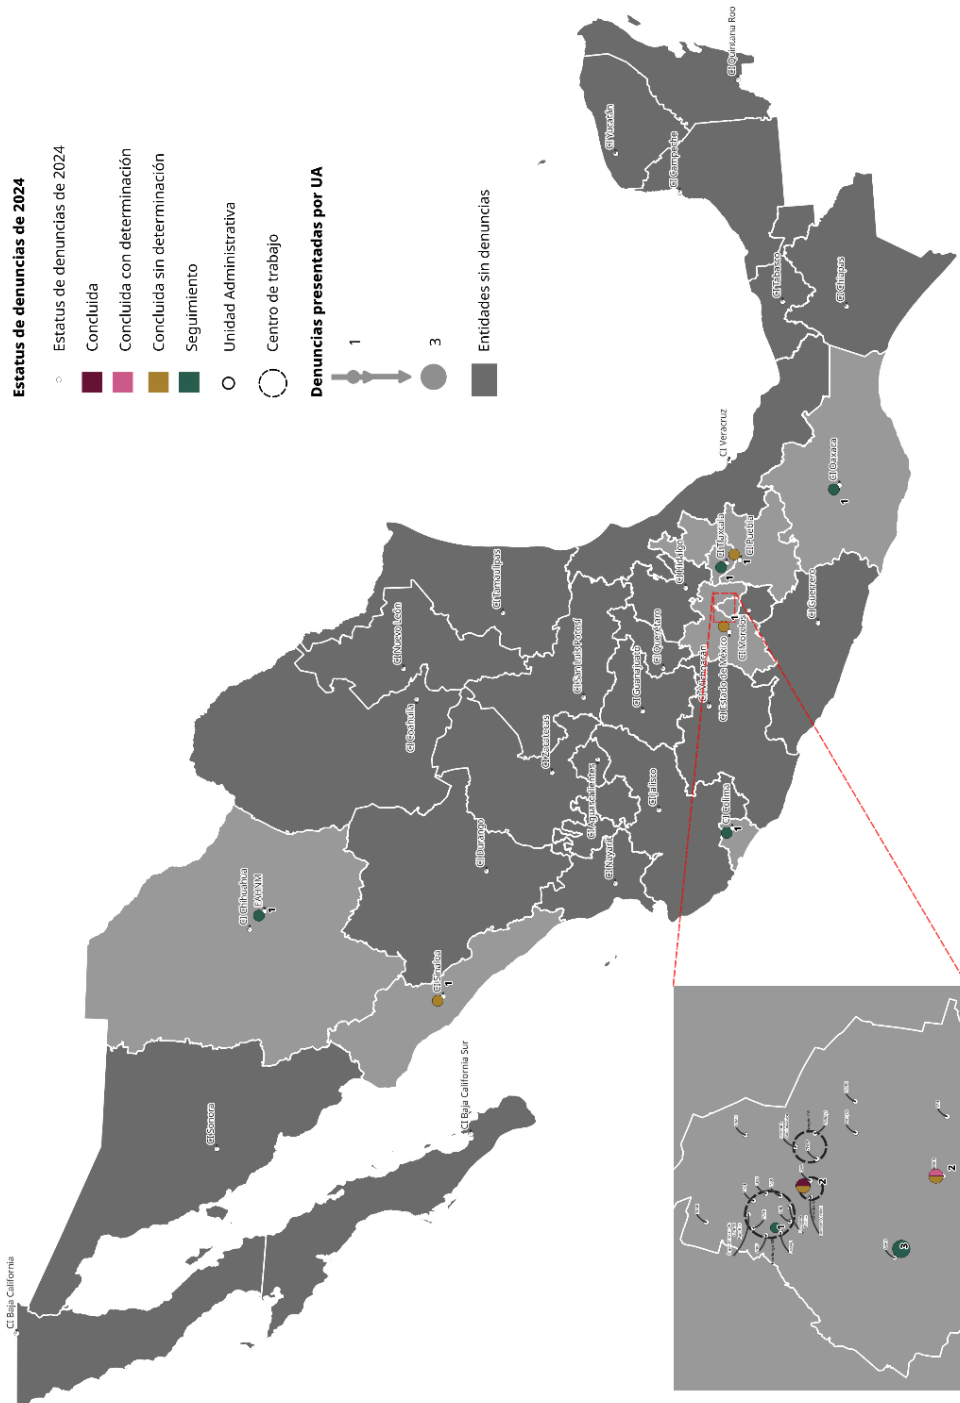 Estatus de denuncias de 2024
Estatus de denuncias de 2024
Concluida
Concluida con determinación
Concluida sin determinación
Seguimiento
Unidad Administrativa
Centro de trabajo
Denuncias presentadas por UA
1
3
Entidades sin denuncias
CI Baja California
CI Baja California Sur
CI Sonora
CI Chihuahua
EAHNM
1
CI Sinaloa
1
CI Durango
CI Coahuila
CI Nuevo León
CI Tamaulipas
CI Zacatecas
CI San Luis Potosí
CI Aguascalientes
CI Nayarit
CI Jalisco
CI Guanajuato
CI Querétaro
CI Hidalgo
CI Colima
1
CI Michoacán
CI Estado de México
1
CI Morelos
CI Tlaxcala
1
CI Puebla
1
CI Guerrero
CI Veracruz
CI Oaxaca
1
CI Tabasco
CI Chiapas
CI Campeche
CI Yucatán
CI Quintana Roo
1
2
3
2